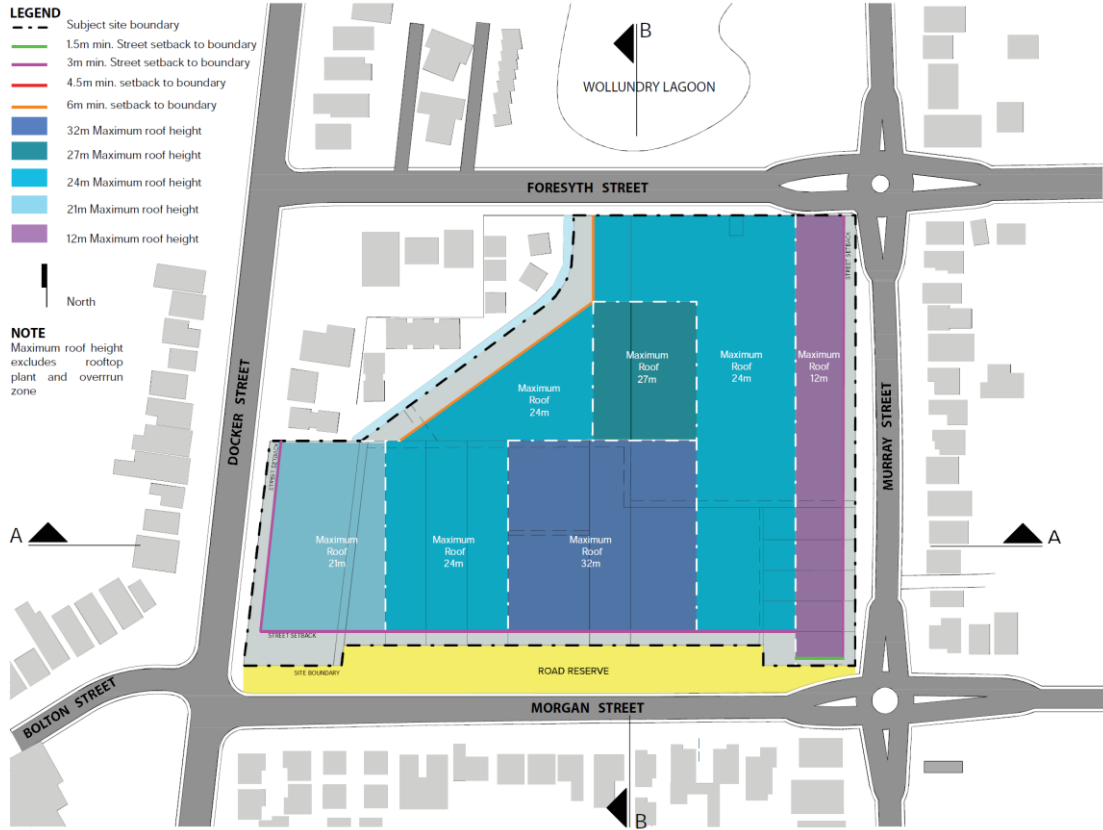 LEGEND
Subject site boundary
1.5m min. Street setback to boundary
3m min. Street setback to boundary
4.5m min. setback to boundary
6m min. setback to boundary
32m Maximum roof height
27m Maximum roof height
24m Maximum roof height
21m Maximum roof height
12m Maximum roof height
North
NOTE
Maximum roof height
excludes rooftop
plant and overrrun
zone
B
WOLLUNDRY LAGOON
FORESYTH STREET
STREET SETBACK
Maximum
Roof
27m
Maximum
Roof
24m
Maximum
Roof
12m
Maximum
Roof
24m
DOCKER STREET
MURRAY STREET
STREET SETBACK
A
Maximum
Roof
21m
Maximum
Roof
24m
Maximum
Roof
32m
A
STREET SETBACK
SITE BOUNDARY
ROAD RESERVE
BOLTON STREET
MORGAN STREET
B